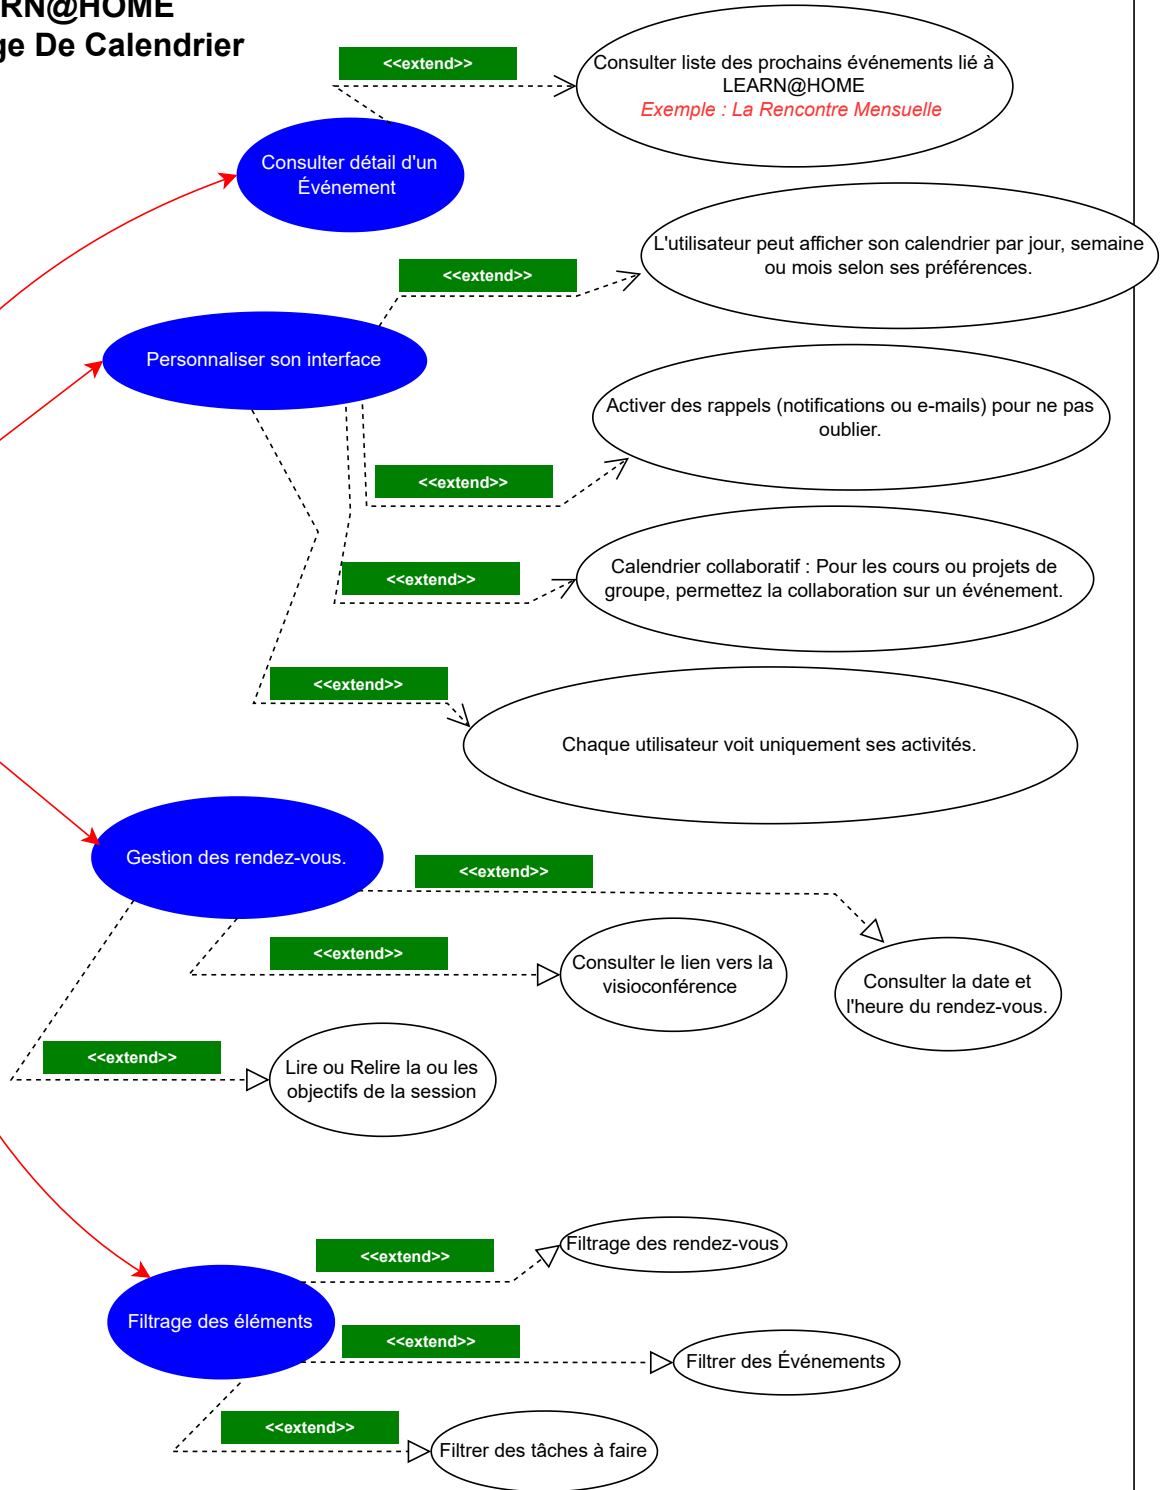 RN@HOME
ge De Calendrier
<<extend>>
Consulter liste des prochains événements lié à
LEARN@HOME
Exemple : La Rencontre Mensuelle
Consulter détail d'un
Événement
L'utilisateur peut afficher son calendrier par jour, semaine
ou mois selon ses préférences.
<<extend>>
Personnaliser son interface
Activer des rappels (notifications ou e-mails) pour ne pas
oublier.
<<extend>>
Calendrier collaboratif : Pour les cours ou projets de
groupe, permettez la collaboration sur un événement.
<<extend>>
<<extend>>
Chaque utilisateur voit uniquement ses activités.
Gestion des rendez-vous.
<<extend>>
<<extend>>
Consulter le lien vers la
visioconférence
Consulter la date et
l'heure du rendez-vous.
<<extend>>
Lire ou Relire la ou les
objectifs de la session
Filtrage des rendez-vous
<<extend>>
Filtrage des éléments
<<extend>>
Filtrer des Événements
<<extend>>
Filtrer des tâches à faire